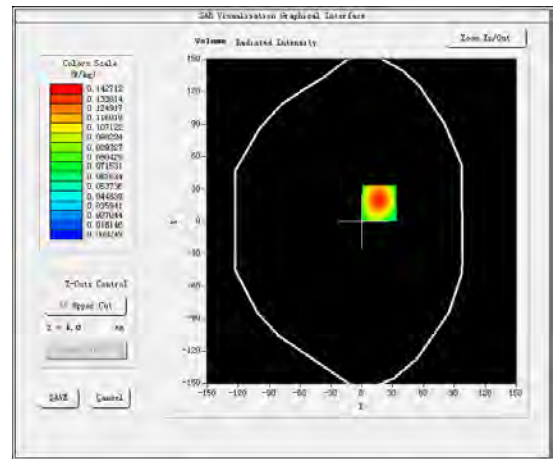 SAR Visualisation Graphical Interface
Volume Radiated Intensity
Zoom In/Out
Colors Scale
(W/kg)
0.142712
0.133814
0.124917
0.116019
0.107122
0.098224
0.089327
0.080429
0.071531
0.062634
0.053736
0.044839
0.035941
0.027044
0.018146
0.009249
150
120
90
60
30
0
-30
-60
-90
-120
-150
Y
-150 -120 -90 -60 -30 0 30 60 90 120 150
X
Z-Cuts Control
Upper Cut
Z = 4.0 mm
SAVE Cancel